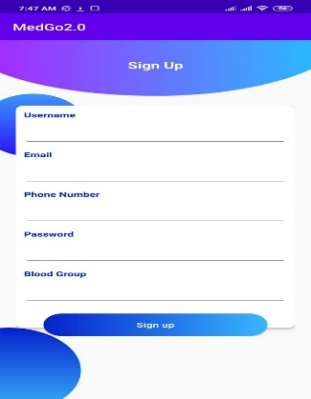 7:47 AM
MedGo2.0
Sign Up
Username
Email
Phone Number
Password
Blood Group
Sign up